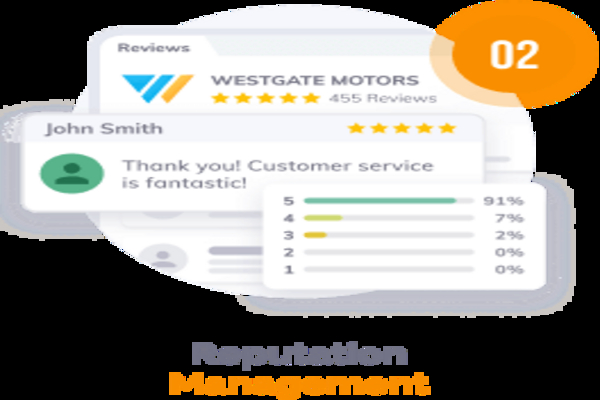 02
Reviews
WESTGATE MOTORS
455 Reviews
John Smith
Thank you! Customer service
is fantastic!
5 91%
4 7%
3 2%
2 0%
1 0%
Reputation
Management